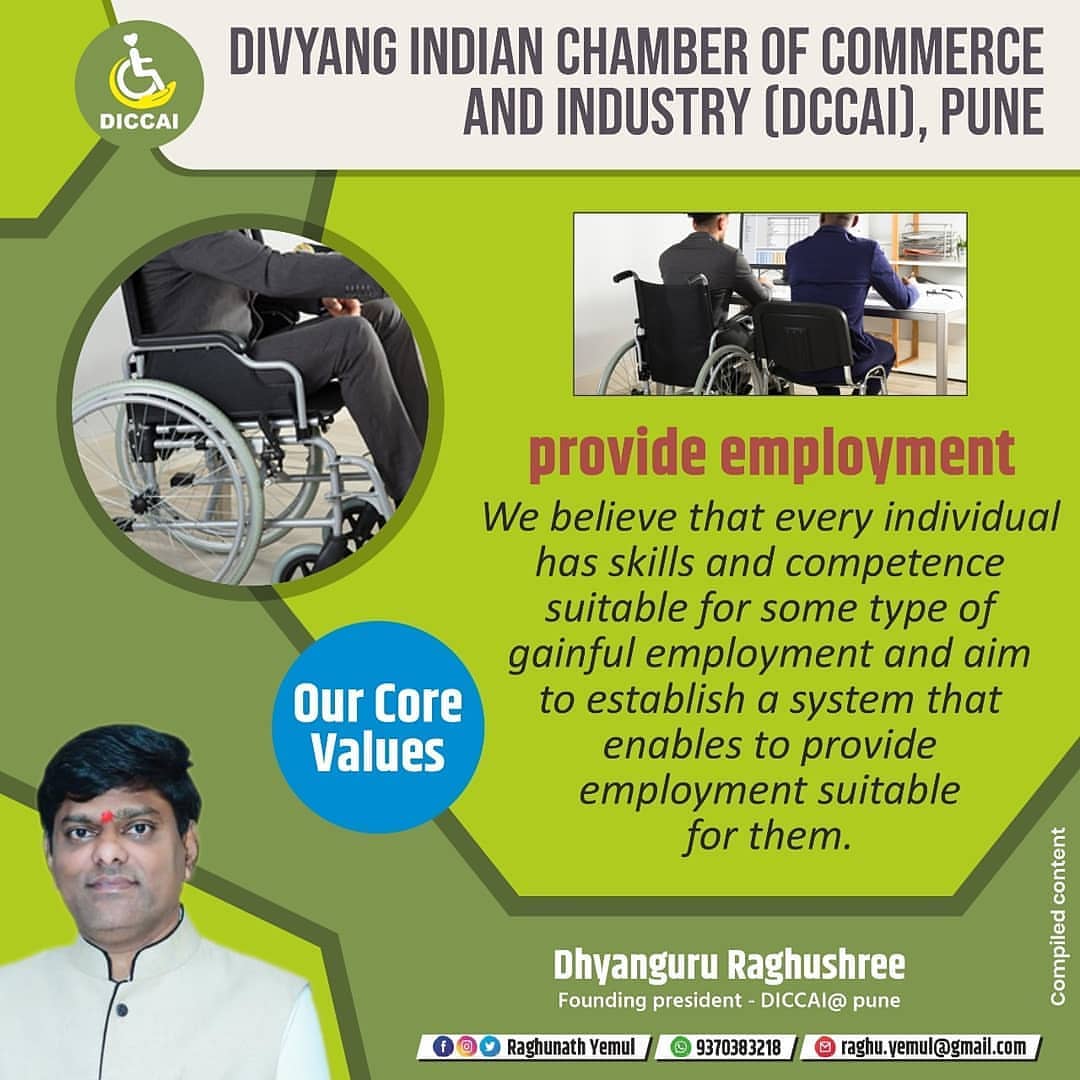 DICCAI
DIVYANG INDIAN CHAMBER OF COMMERCE
AND INDUSTRY (DCCAI), PUNE
provide employment
We believe that every individual
has skills and competence
suitable for some type of
gainful employment and aim
to establish a system that
enables to provide
employment suitable
for them.
Our Core
Values
Compiled content
Dhyanguru Raghushree
Founding president - DICCAI@ pune
Raghunath Yemul
9370383218
raghu.yemul@gmail.com